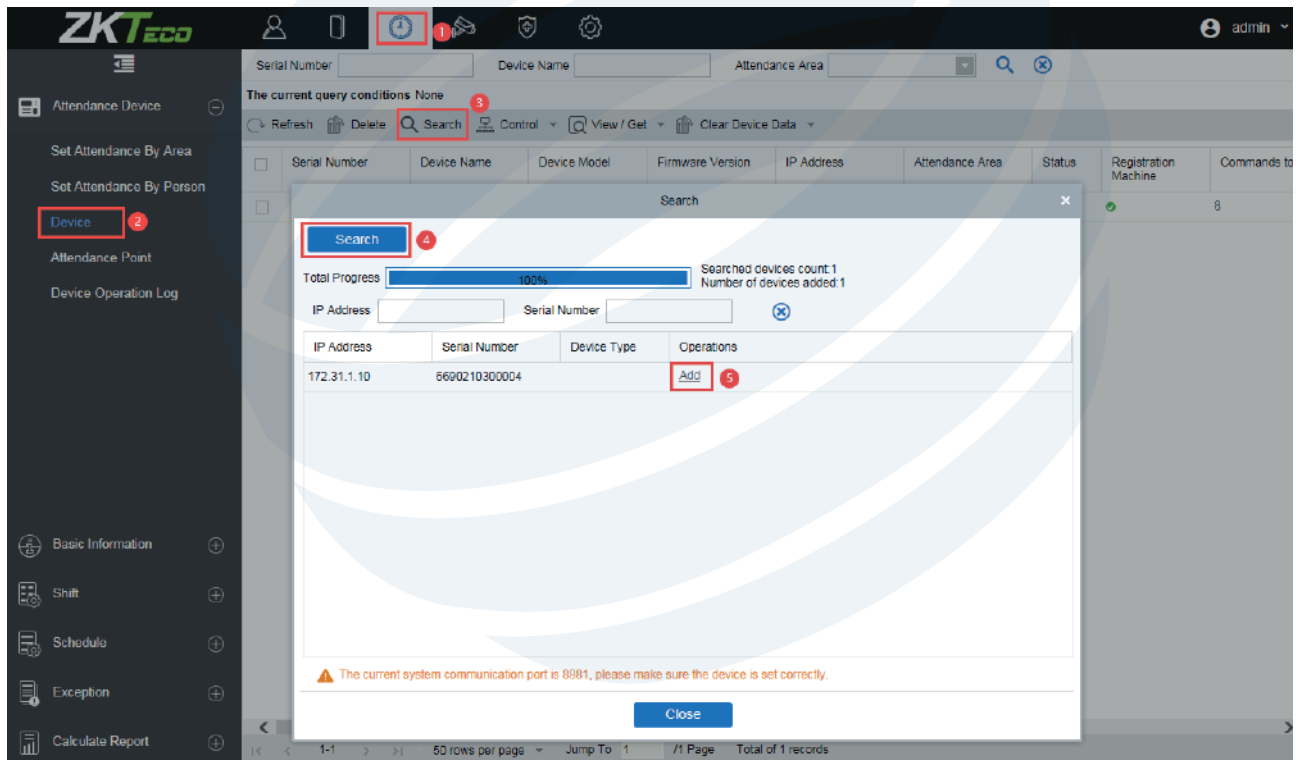 ZKTECO
1
admin
Serial Number Device Name Attendance Area
The current query conditions None
3
Refresh Delete Search Control View / Get Clear Device Data
Attendance Device
Set Attendance By Area
Set Attendance By Person
Device 2
Attendance Point
Device Operation Log
Serial Number Device Name Device Model Firmware Version IP Address Attendance Area Status Registration Machine Commands to
8
Search
Search 4
Total Progress 100% Searched devices count:1
Number of devices added:1
IP Address Serial Number
IP Address Serial Number Device Type Operations
172.31.1.10 6690210300004 Add 5
Basic Information
Shift
Schedule
Exception
Calculate Report
The current system communication port is 8881, please make sure the device is set correctly.
Close
1-1 50 rows per page Jump To 1 /1 Page Total of 1 records